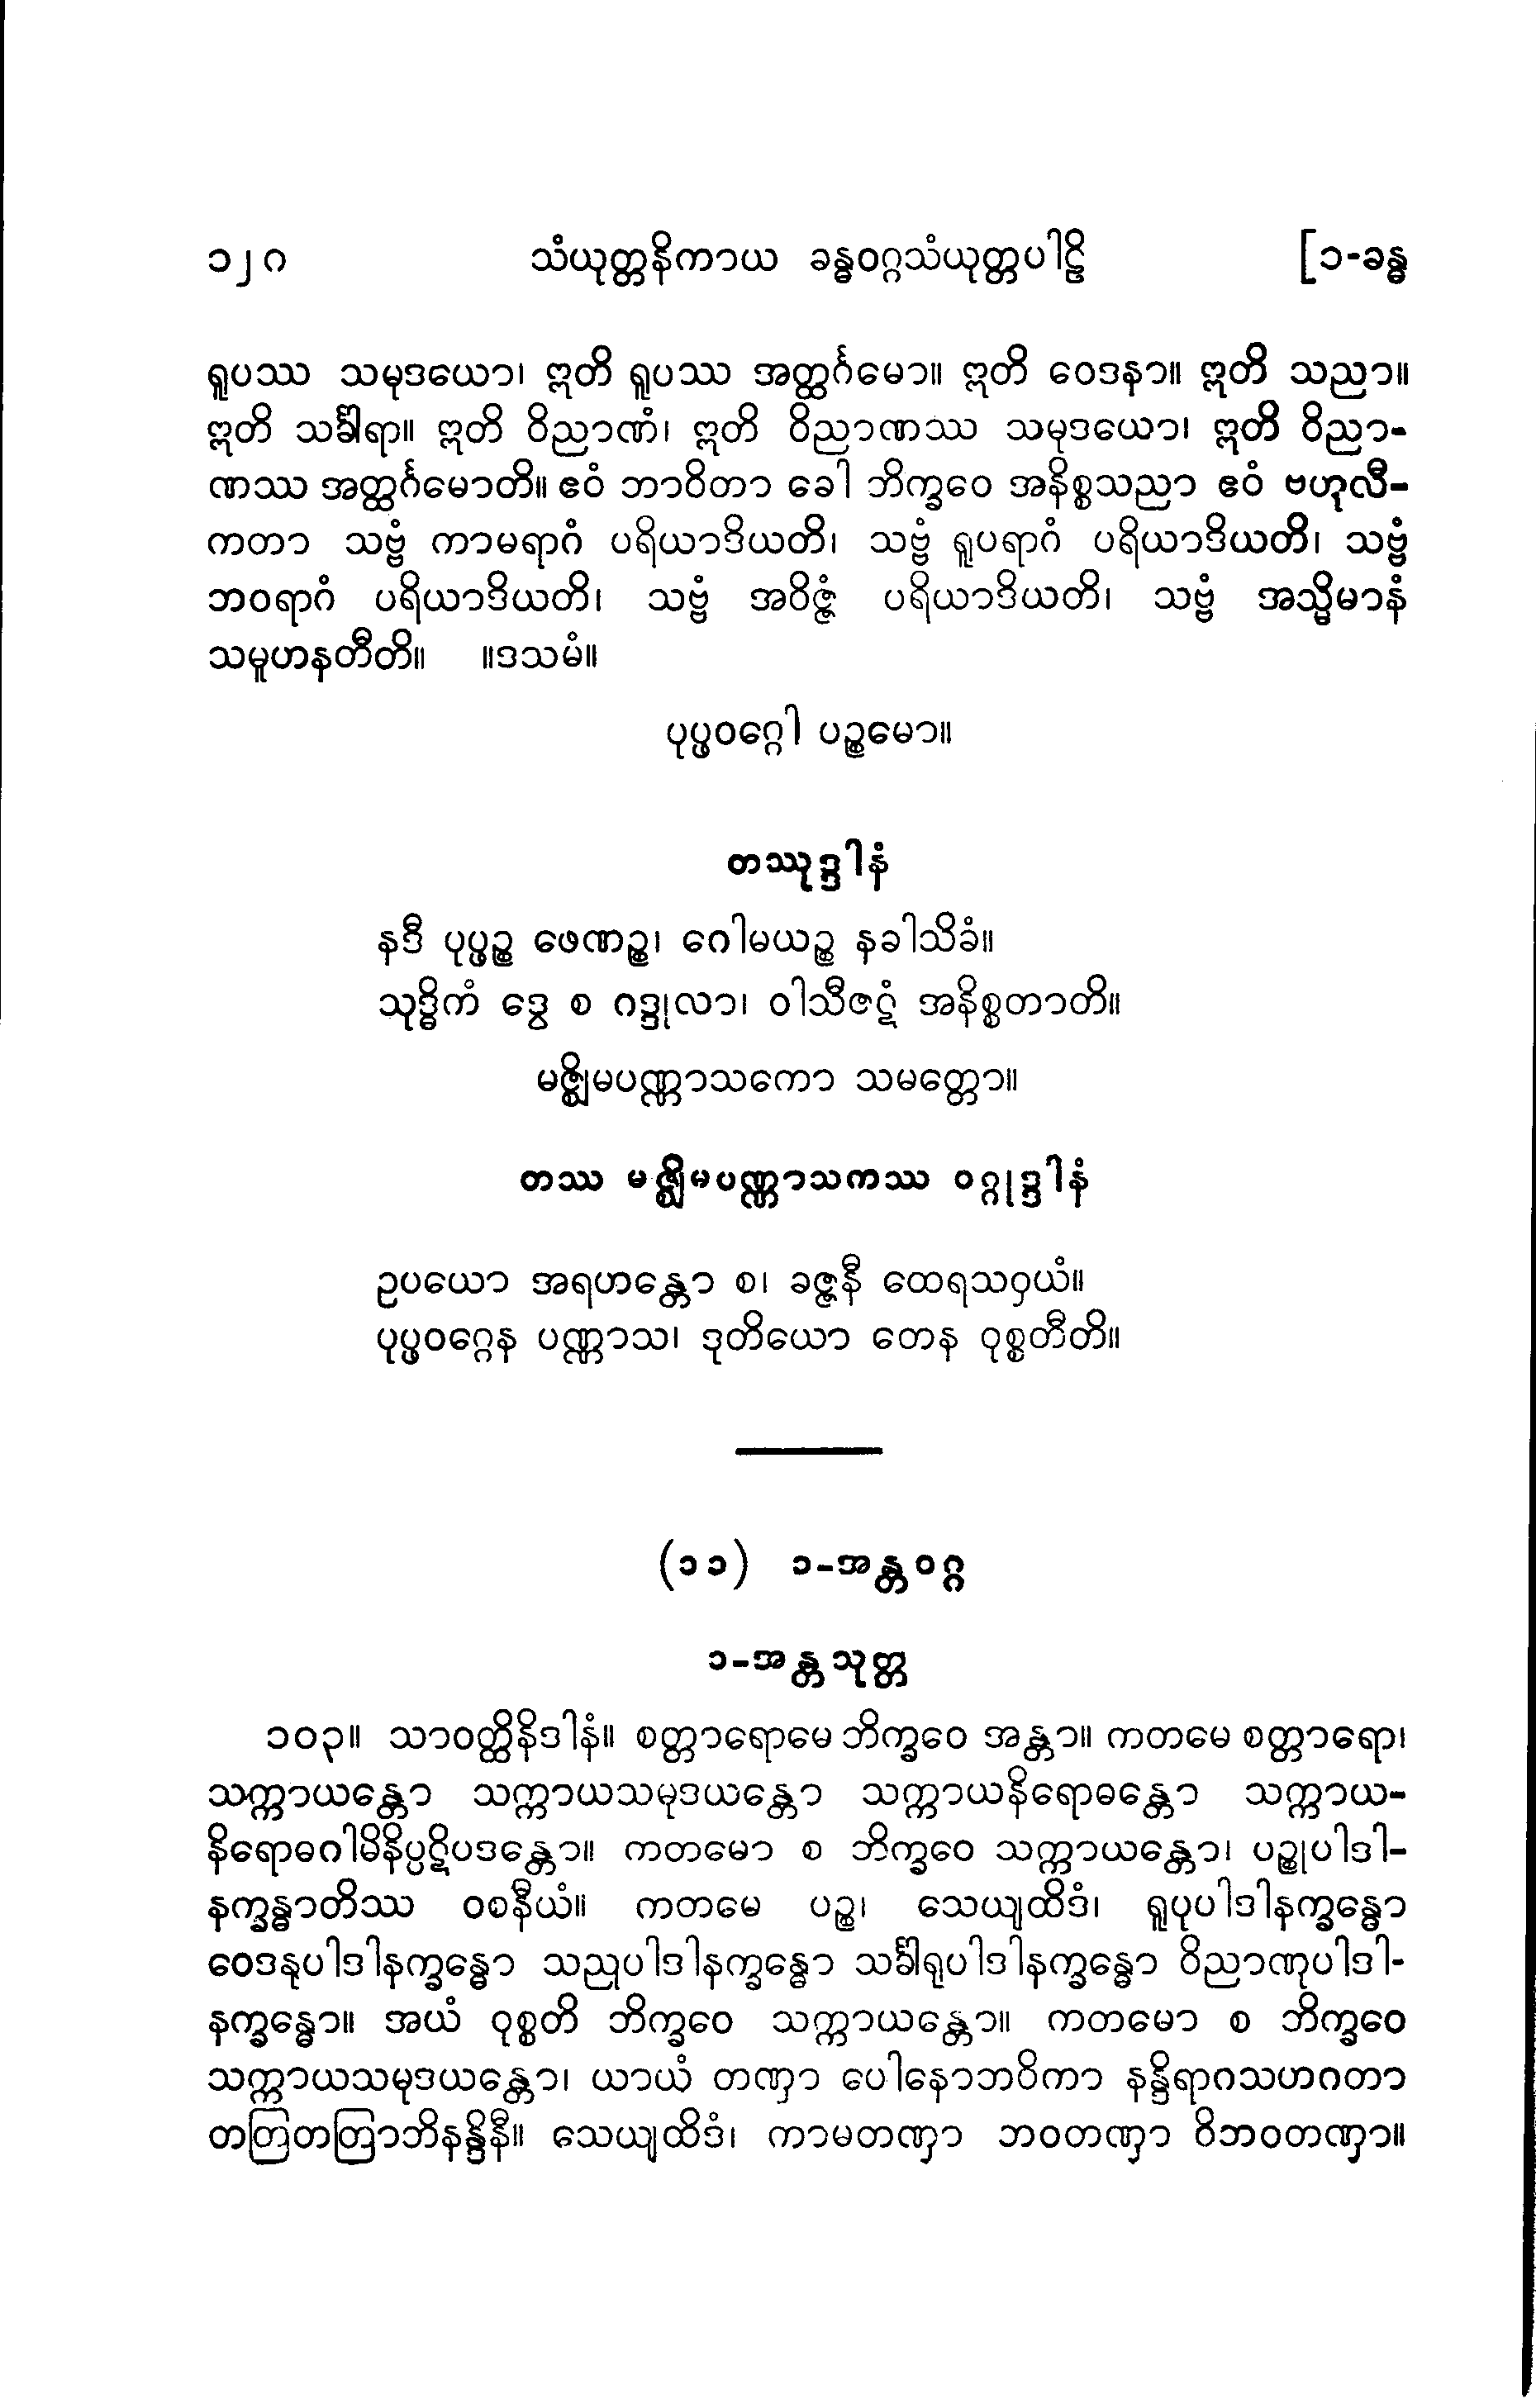 ၁၂၈ သံယုတ္တနိကာယ ခန္ဓဝဂ္ဂသံယုတ္တပါဠိ [၁-ခန္ဓ
ရူပဿ သမုဒယော၊ ဣတိ ရူပဿ အတ္ထင်္ဂမော။ ဣတိ ဝေဒနာ။ ဣတိ သညာ။
ဣတိ သင်္ခါရာ။ ဣတိ ဝိညာဏံ၊ ဣတိ ဝိညာဏဿ သမုဒယော၊ ဣတိ ဝိညာ-
ဏဿ အတ္ထင်္ဂမောတိ။ ဧဝံ ဘာဝိတာ ခေါ ဘိက္ခဝေ အနိစ္စသညာ ဧဝံ ဗဟုလီ-
ကတာ သဗ္ဗံ ကာမရာဂံ ပရိယာဒိယတိ၊ သဗ္ဗံ ရူပရာဂံ ပရိယာဒိယတိ၊ သဗ္ဗံ
ဘဝရာဂံ ပရိယာဒိယတိ၊ သဗ္ဗံ အဝိဇ္ဇံ ပရိယာဒိယတိ၊ သဗ္ဗံ အသ္မိမာနံ
သမူဟနတီတိ။ ။ဒသမံ။
ပုပ္ဖဝဂ္ဂေါ ပဉ္စမော။
တဿုဒ္ဒါနံ
နဒီ ပုပ္ဖဉ္စ ဖေဏဉ္စ၊ ဂေါမယဉ္စ နခါသိခံ။
သုဒ္ဓိကံ ဒွေ စ ဂဒ္ဒုလာ၊ ဝါသီဇဋံ အနိစ္စတာတိ။
မဇ္ဈိမပဏ္ဏာသကော သမတ္တော။
တဿ မဇ္ဈိမပဏ္ဏာသကဿ ဝဂ္ဂုဒ္ဒါနံ
ဥပယော အရဟန္တော စ၊ ခဇ္ဇနီ ထေရသဝှယံ။
ပုပ္ဖဝဂ္ဂေန ပဏ္ဏာသ၊ ဒုတိယော တေန ဝုစ္စတီတိ။
(၁၁) ၁-အန္တဝဂ္ဂ
၁-အန္တသုတ္တ
၁၀၃။ သာဝတ္ထိနိဒါနံ။ စတ္တာရောမေ ဘိက္ခဝေ အန္တာ။ ကတမေ စတ္တာရော၊
သက္ကာယန္တော သက္ကာယသမုဒယန္တော သက္ကာယနိရောဓန္တော သက္ကာယ-
နိရောဓဂါမိနိပ္ပဋိပဒန္တော။ ကတမော စ ဘိက္ခဝေ သက္ကာယန္တော၊ ပဉ္စုပါဒါ-
နက္ခန္ဓာတိဿ ဝစနီယံ။ ကတမေ ပဉ္စ၊ သေယျထိဒံ၊ ရူပုပါဒါနက္ခန္ဓော
ဝေဒနုပါဒါနက္ခန္ဓော သညုပါဒါနက္ခန္ဓော သင်္ခါရုပါဒါနက္ခန္ဓော ဝိညာဏုပါဒါ-
နက္ခန္ဓော။ အယံ ဝုစ္စတိ ဘိက္ခဝေ သက္ကာယန္တော။ ကတမော စ ဘိက္ခဝေ
သက္ကာယသမုဒယန္တော၊ ယာယံ တဏှာ ပေါနောဘဝိကာ နန္ဒိရာဂသဟဂတာ
တတြတတြာဘိနန္ဒိနီ။ သေယျထိဒံ၊ ကာမတဏှာ ဘဝတဏှာ ဝိဘဝတဏှာ။